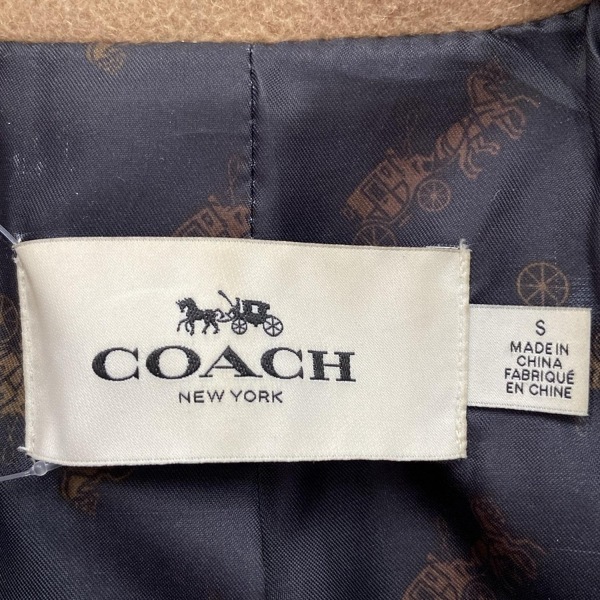 COACH
NEW YORK
S
MADE IN
CHINA
FABRIQUÉ
EN CHINE